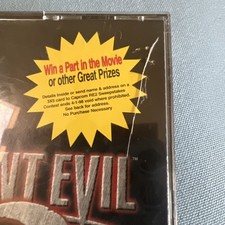 Win a Part in the Movie
or other Great Prizes
Details inside or send name & address on a
3X5 card to Capcom RE2 Sweepstakes,
Contest ends 4-1-98 void where prohibited.
See back for address.
No Purchase Necessary
NT EVIL